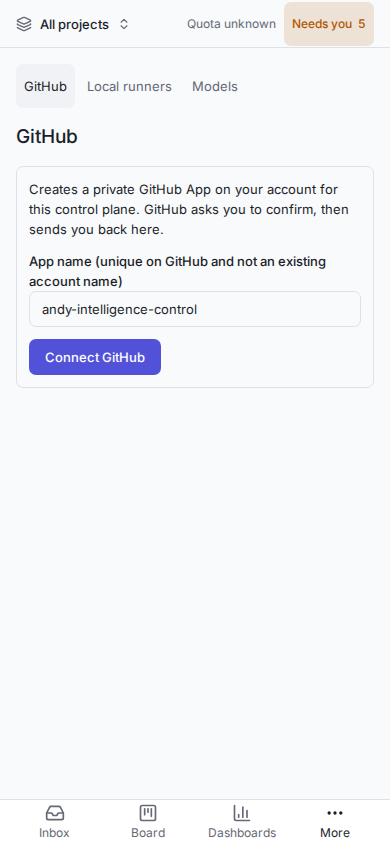 All projects
Quota unknown
Needs you 5
GitHub
Local runners
Models
GitHub
Creates a private GitHub App on your account for
this control plane. GitHub asks you to confirm, then
sends you back here.
App name (unique on GitHub and not an existing
account name)
andy-intelligence-control
Connect GitHub
Inbox
Board
Dashboards
More